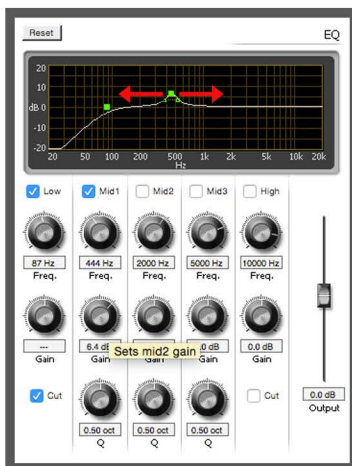 Reset
EQ
20
10
dB 0
-10
-20
20 50 100 200 500 1k 2k 5k 10k 20k
Hz
Low Mid1 Mid2 Mid3 High
87 Hz 444 Hz 2000 Hz 5000 Hz 10000 Hz
Freq. Freq. Freq. Freq. Freq.
--- 6.4 dB 0.0 dB
Gain Gain Sets mid2 gain Gain Gain
Cut Cut
0.50 oct 0.50 oct 0.50 oct
Q Q Q
0.0 dB
Output